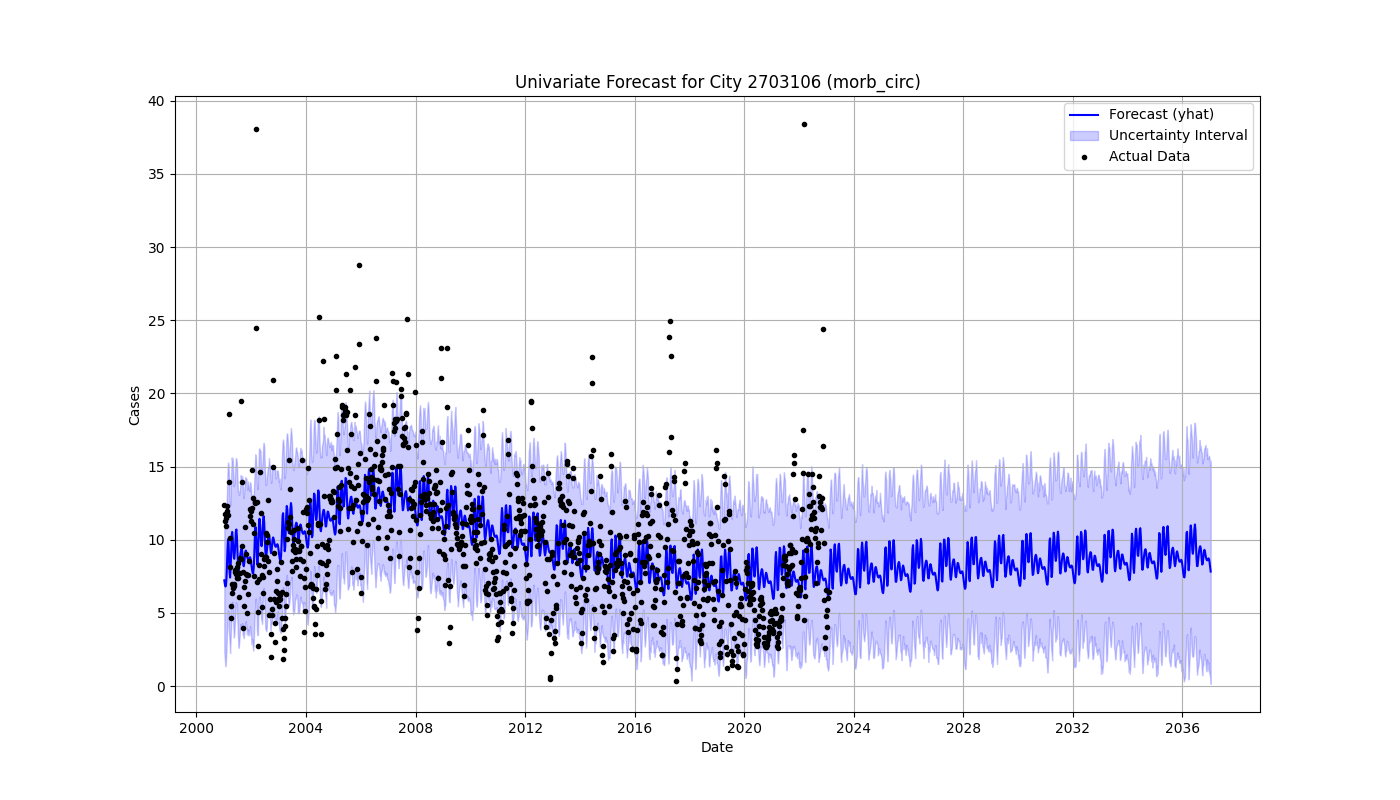 Univariate Forecast for City 2703106 (morb_circ)
Forecast (yhat)
Uncertainty Interval
Actual Data
Cases
40
35
30
25
20
15
10
5
0
2000 2004 2008 2012 2016 2020 2024 2028 2032 2036
Date